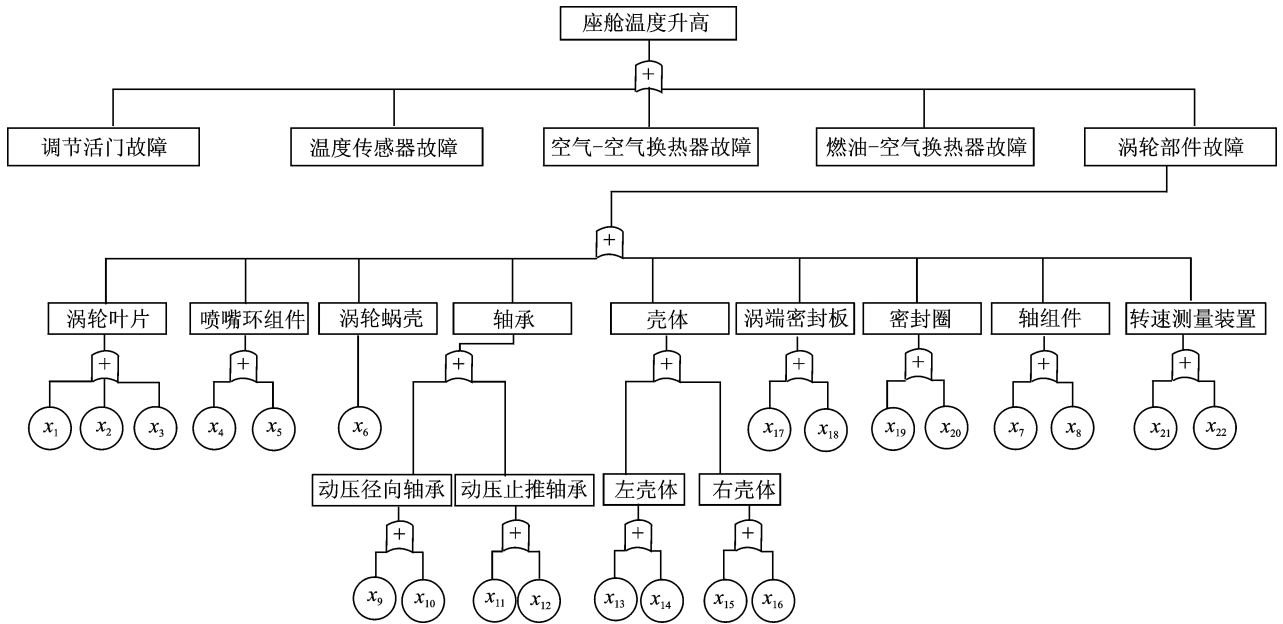 座舱温度升高
+
调节活门故障 温度传感器故障 空气-空气换热器故障 燃油-空气换热器故障 涡轮部件故障
+
涡轮叶片 喷嘴环组件 涡轮蜗壳 轴承 壳体 涡端密封板 密封圈 轴组件 转速测量装置
+ + + + + + + +
x₁ x₂ x₃ x₄ x₅ x₆ x₁₇ x₁₈ x₁₉ x₂₀ x₇ x₈ x₂₁ x₂₂
动压径向轴承 动压止推轴承 左壳体 右壳体
+ + + +
x₉ x₁₀ x₁₁ x₁₂ x₁₃ x₁₄ x₁₅ x₁₆